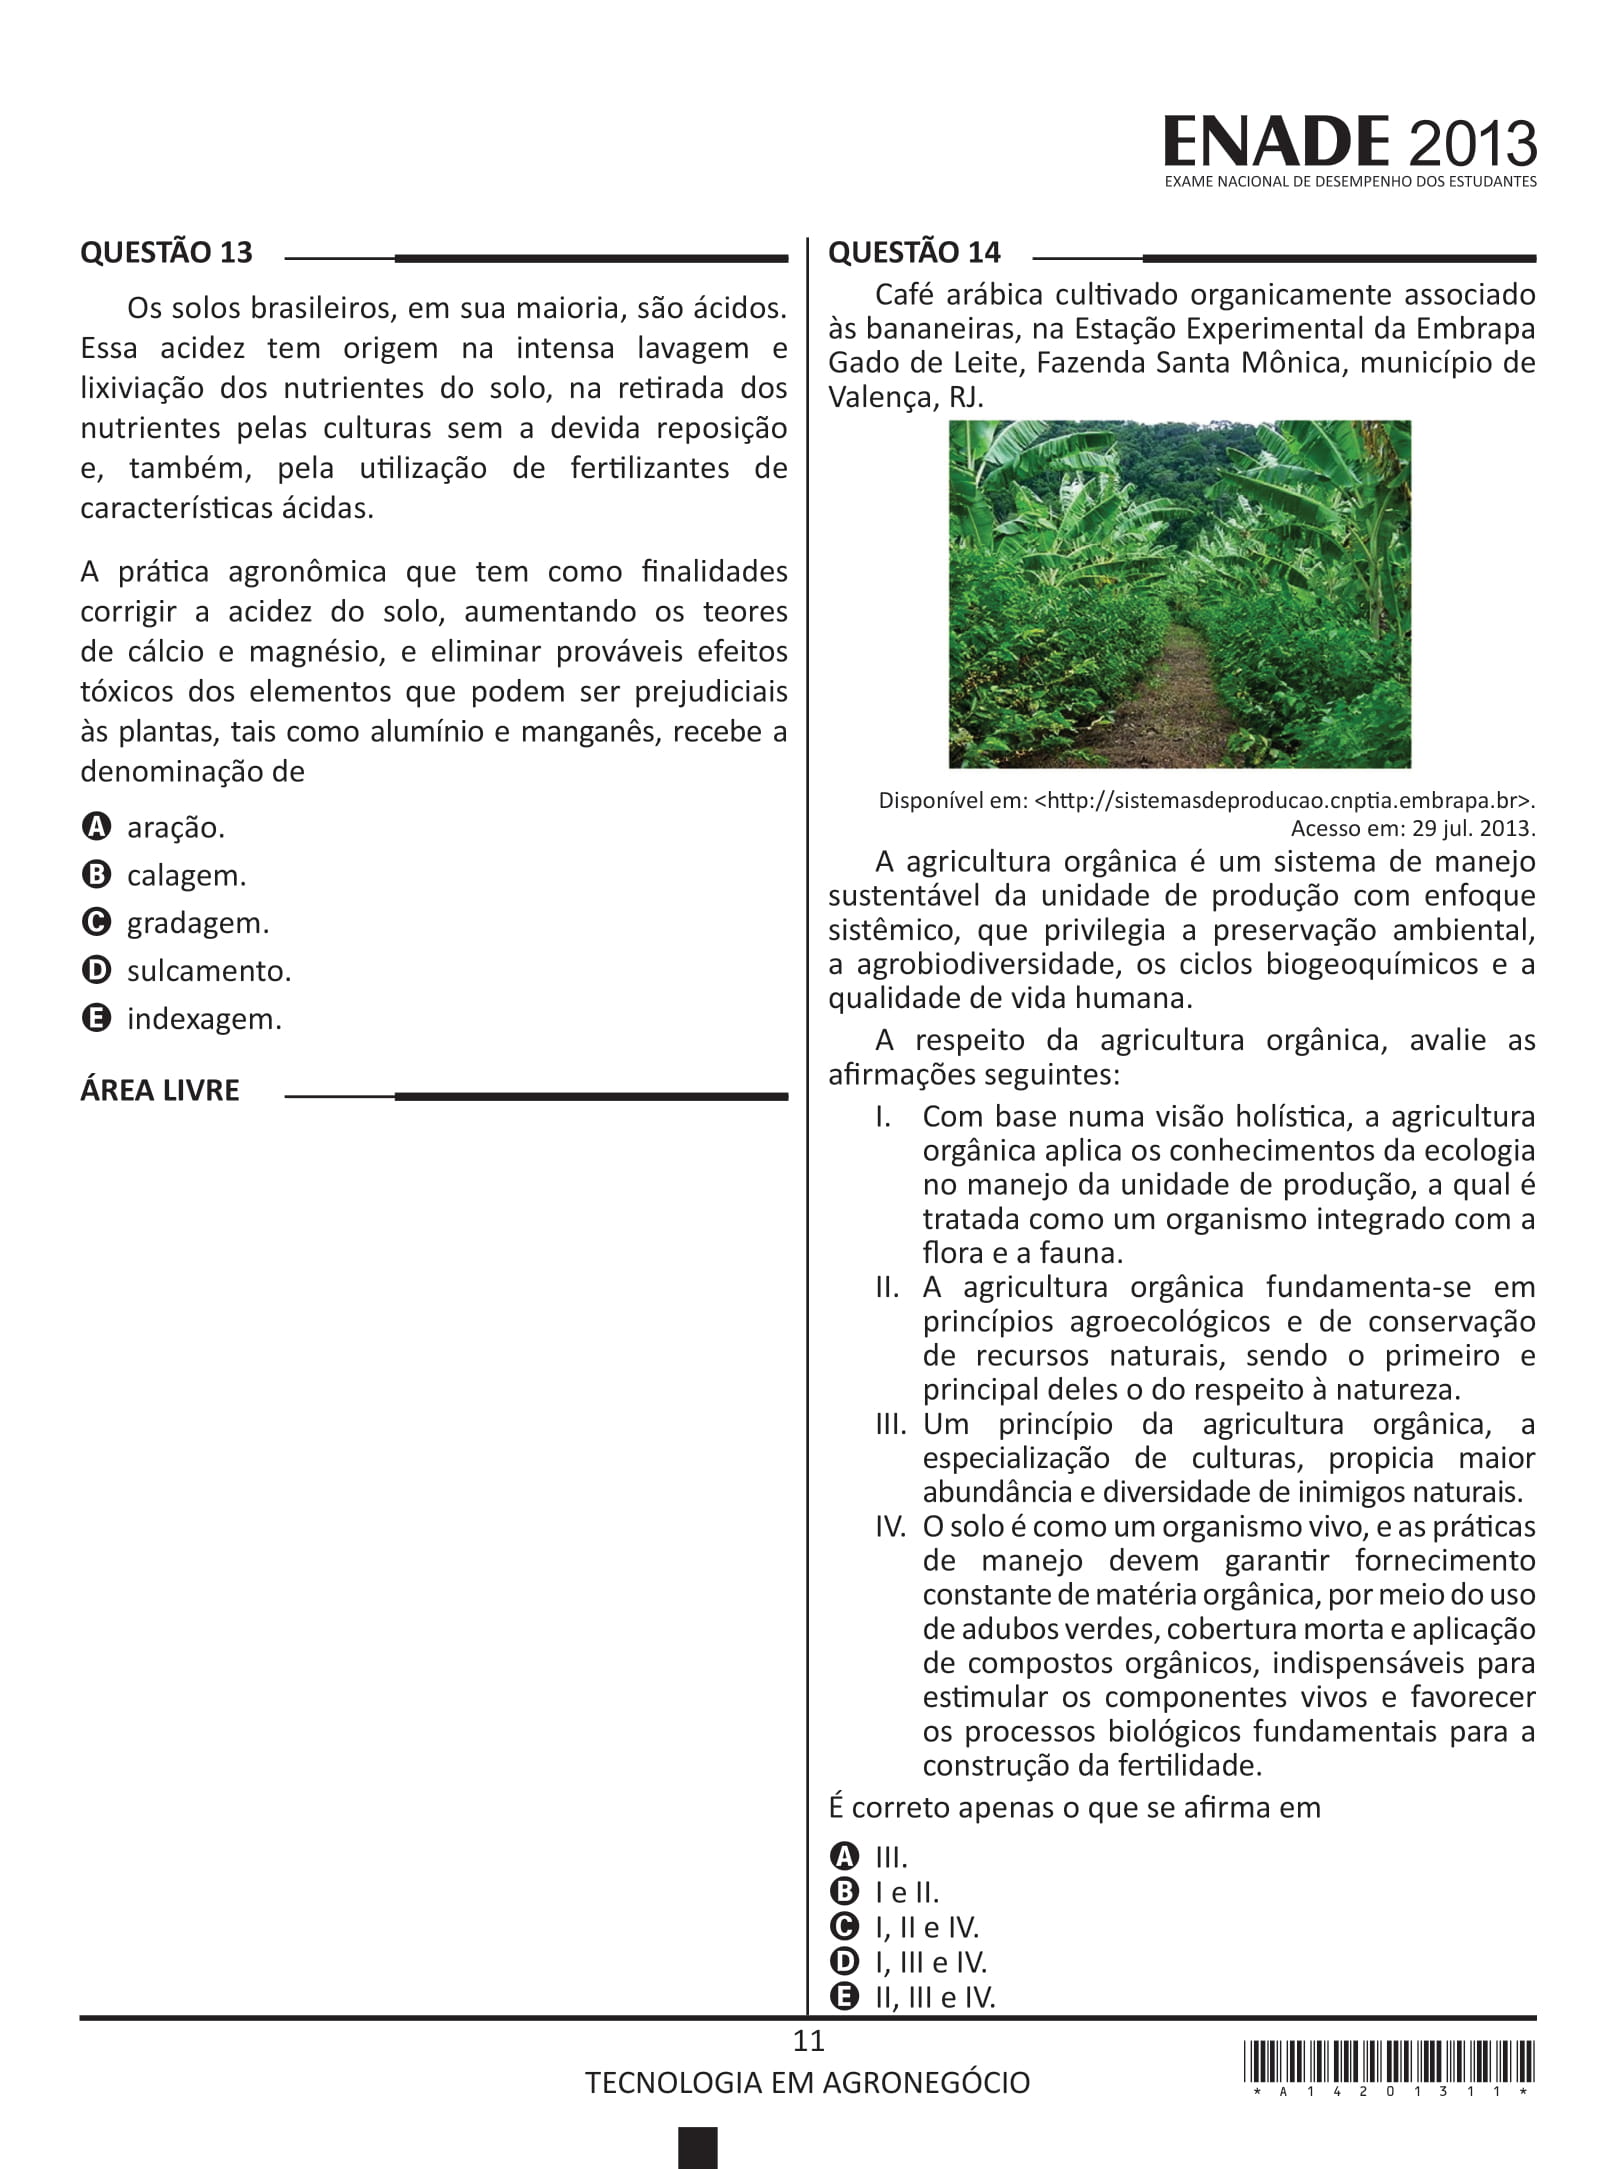 ENADE 2013
EXAME NACIONAL DE DESEMPENHO DOS ESTUDANTES
QUESTÃO 13
Os solos brasileiros, em sua maioria, são ácidos.
Essa acidez tem origem na intensa lavagem e
lixiviação dos nutrientes do solo, na retirada dos
nutrientes pelas culturas sem a devida reposição
e, também, pela utilização de fertilizantes de
características ácidas.
A prática agronômica que tem como finalidades
corrigir a acidez do solo, aumentando os teores
de cálcio e magnésio, e eliminar prováveis efeitos
tóxicos dos elementos que podem ser prejudiciais
às plantas, tais como alumínio e manganês, recebe a
denominação de
A aração.
B calagem.
C gradagem.
D sulcamento.
E indexagem.
ÁREA LIVRE
QUESTÃO 14
Café arábica cultivado organicamente associado
às bananeiras, na Estação Experimental da Embrapa
Gado de Leite, Fazenda Santa Mônica, município de
Valença, RJ.
Disponível em: <http://sistemasdeproducao.cnptia.embrapa.br>.
Acesso em: 29 jul. 2013.
A agricultura orgânica é um sistema de manejo
sustentável da unidade de produção com enfoque
sistêmico, que privilegia a preservação ambiental,
a agrobiodiversidade, os ciclos biogeoquímicos e a
qualidade de vida humana.
A respeito da agricultura orgânica, avalie as
afirmações seguintes:
I. Com base numa visão holística, a agricultura
orgânica aplica os conhecimentos da ecologia
no manejo da unidade de produção, a qual é
tratada como um organismo integrado com a
flora e a fauna.
II. A agricultura orgânica fundamenta-se em
princípios agroecológicos e de conservação
de recursos naturais, sendo o primeiro e
principal deles o do respeito à natureza.
III. Um princípio da agricultura orgânica, a
especialização de culturas, propicia maior
abundância e diversidade de inimigos naturais.
IV. O solo é como um organismo vivo, e as práticas
de manejo devem garantir fornecimento
constante de matéria orgânica, por meio do uso
de adubos verdes, cobertura morta e aplicação
de compostos orgânicos, indispensáveis para
estimular os componentes vivos e favorecer
os processos biológicos fundamentais para a
construção da fertilidade.
É correto apenas o que se afirma em
A III.
B I e II.
C I, II e IV.
D I, III e IV.
E II, III e IV.
11
TECNOLOGIA EM AGRONEGÓCIO
* A 1 4 2 0 1 3 1 1 *